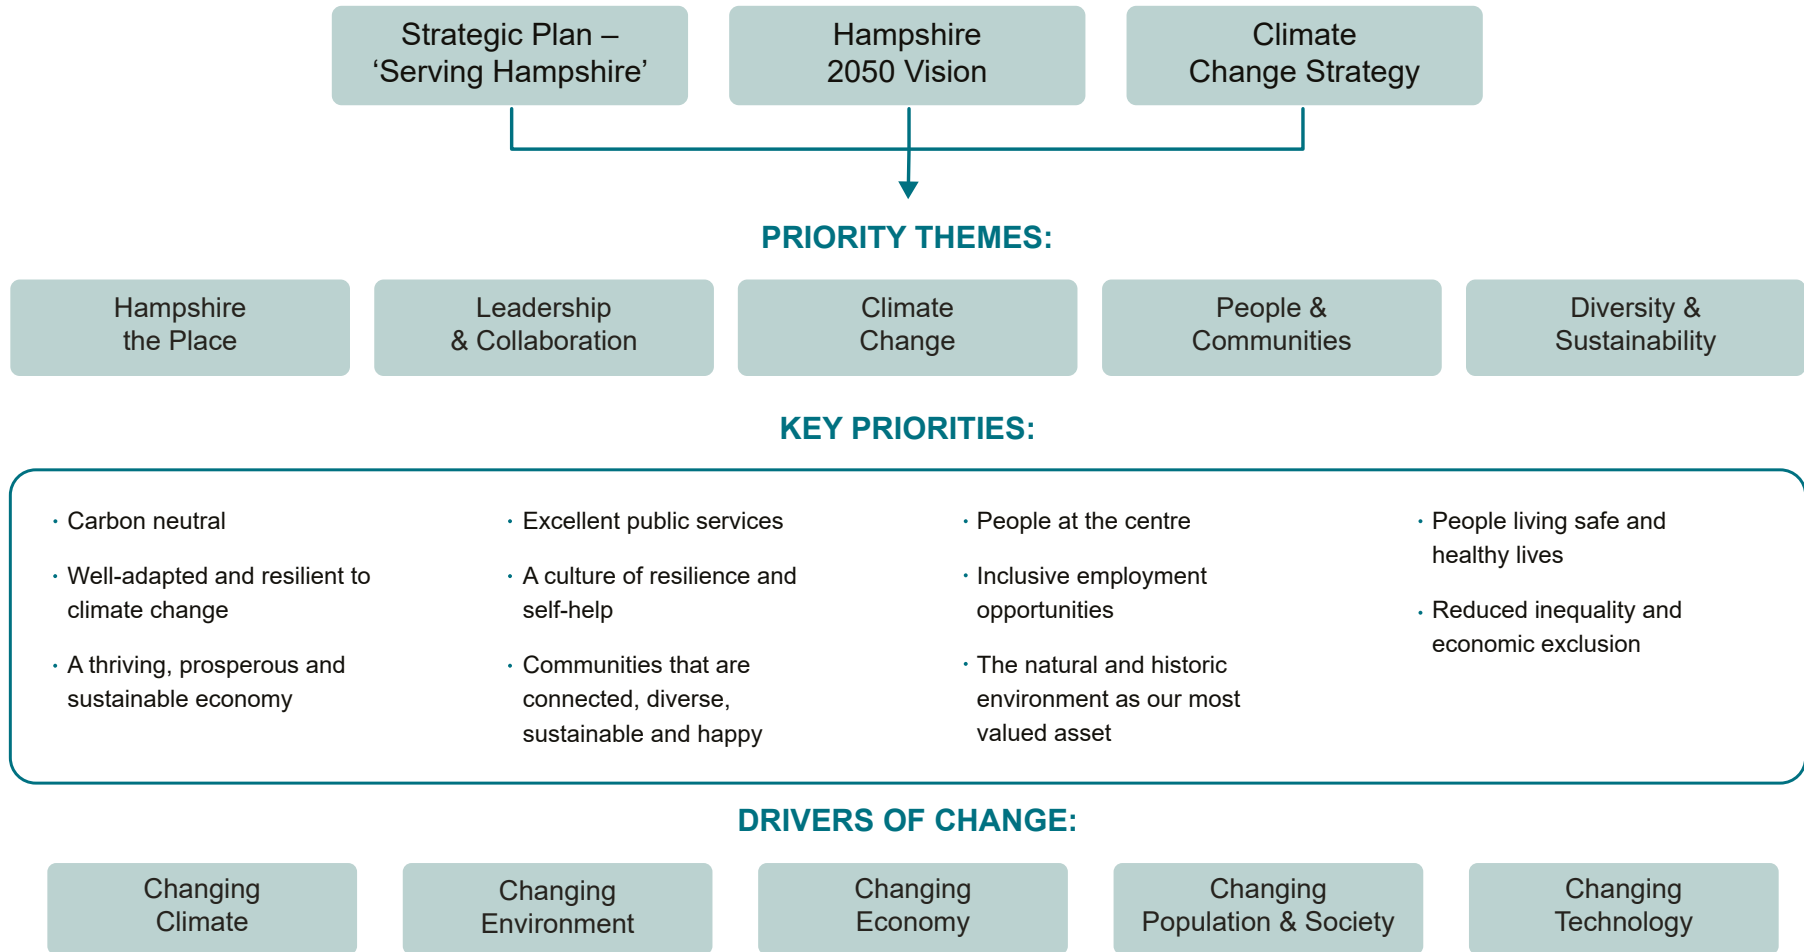 Strategic Plan –
‘Serving Hampshire’
Hampshire
2050 Vision
Climate
Change Strategy
PRIORITY THEMES:
Hampshire
the Place
Leadership
& Collaboration
Climate
Change
People &
Communities
Diversity &
Sustainability
KEY PRIORITIES:
· Carbon neutral
· Well-adapted and resilient to
climate change
· A thriving, prosperous and
sustainable economy
· Excellent public services
· A culture of resilience and
self-help
· Communities that are
connected, diverse,
sustainable and happy
· People at the centre
· Inclusive employment
opportunities
· The natural and historic
environment as our most
valued asset
· People living safe and
healthy lives
· Reduced inequality and
economic exclusion
DRIVERS OF CHANGE:
Changing
Climate
Changing
Environment
Changing
Economy
Changing
Population & Society
Changing
Technology